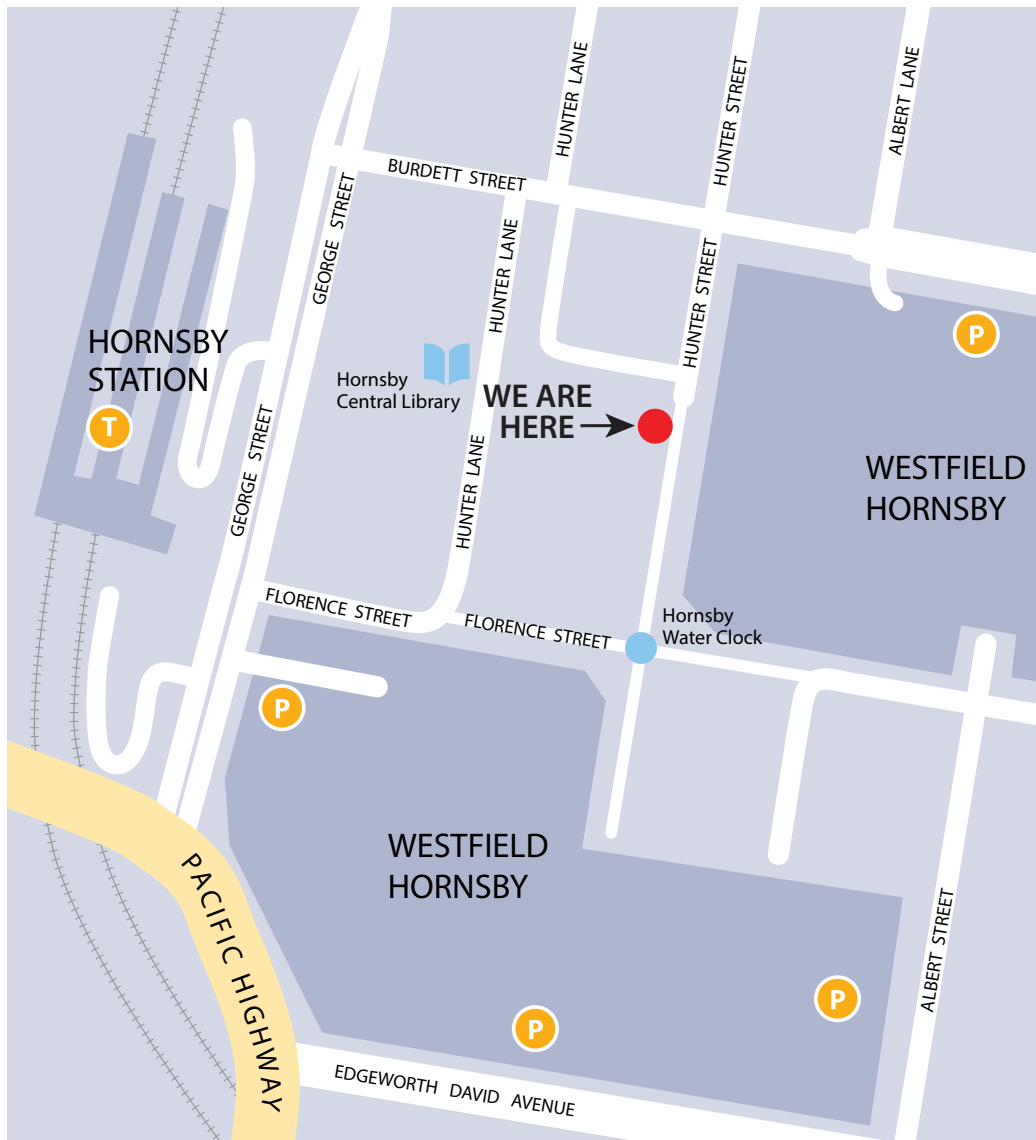 HUNTER LANE
HUNTER STREET
ALBERT LANE
BURDETT STREET
GEORGE STREET
HUNTER LANE
HUNTER STREET
HORNSBY
STATION
T
P
Hornsby
Central Library
WE ARE
HERE
WESTFIELD
HORNSBY
GEORGE STREET
HUNTER LANE
FLORENCE STREET
FLORENCE STREET
Hornsby
Water Clock
P
WESTFIELD
HORNSBY
PACIFIC HIGHWAY
ALBERT STREET
P
P
EDGEWORTH DAVID AVENUE